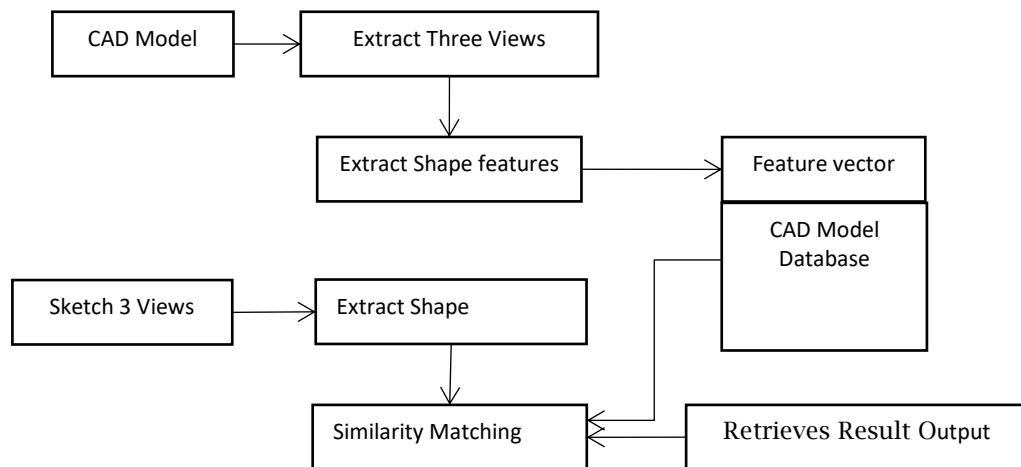 CAD Model
Extract Three Views
Extract Shape features
Feature vector
CAD Model
Database
Sketch 3 Views
Extract Shape
Similarity Matching
Retrieves Result Output